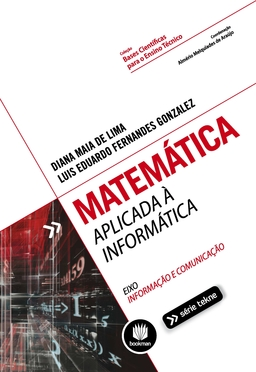 Coleção
Bases Científicas
para o Ensino Técnico
Coordenação
Almério Melquíades de Araújo
DIANA MAIA DE LIMA
LUIS EDUARDO FERNANDES GONZALEZ
MATEMÁTICA
APLICADA À
INFORMÁTICA
EIXO
INFORMAÇÃO E COMUNICAÇÃO
série tekne
bookman